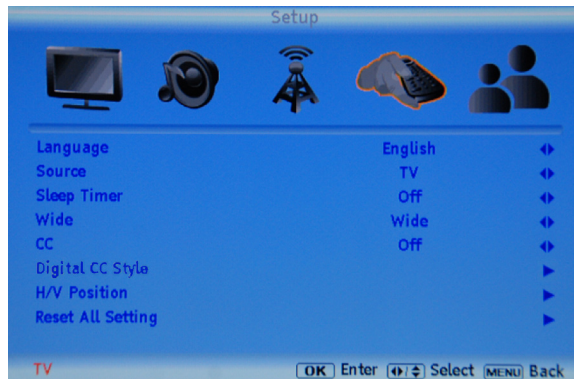 Setup
Language English
Source TV
Sleep Timer Off
Wide Wide
CC Off
Digital CC Style
H/V Position
Reset All Setting
TV OK Enter / Select MENU Back